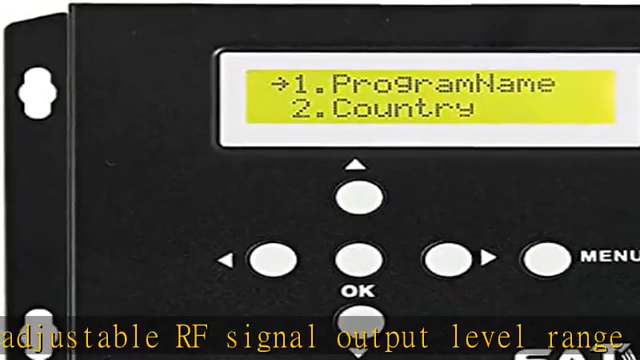 →1.ProgramName
2.Country
MENU
OK
adjustable RF signal output level range